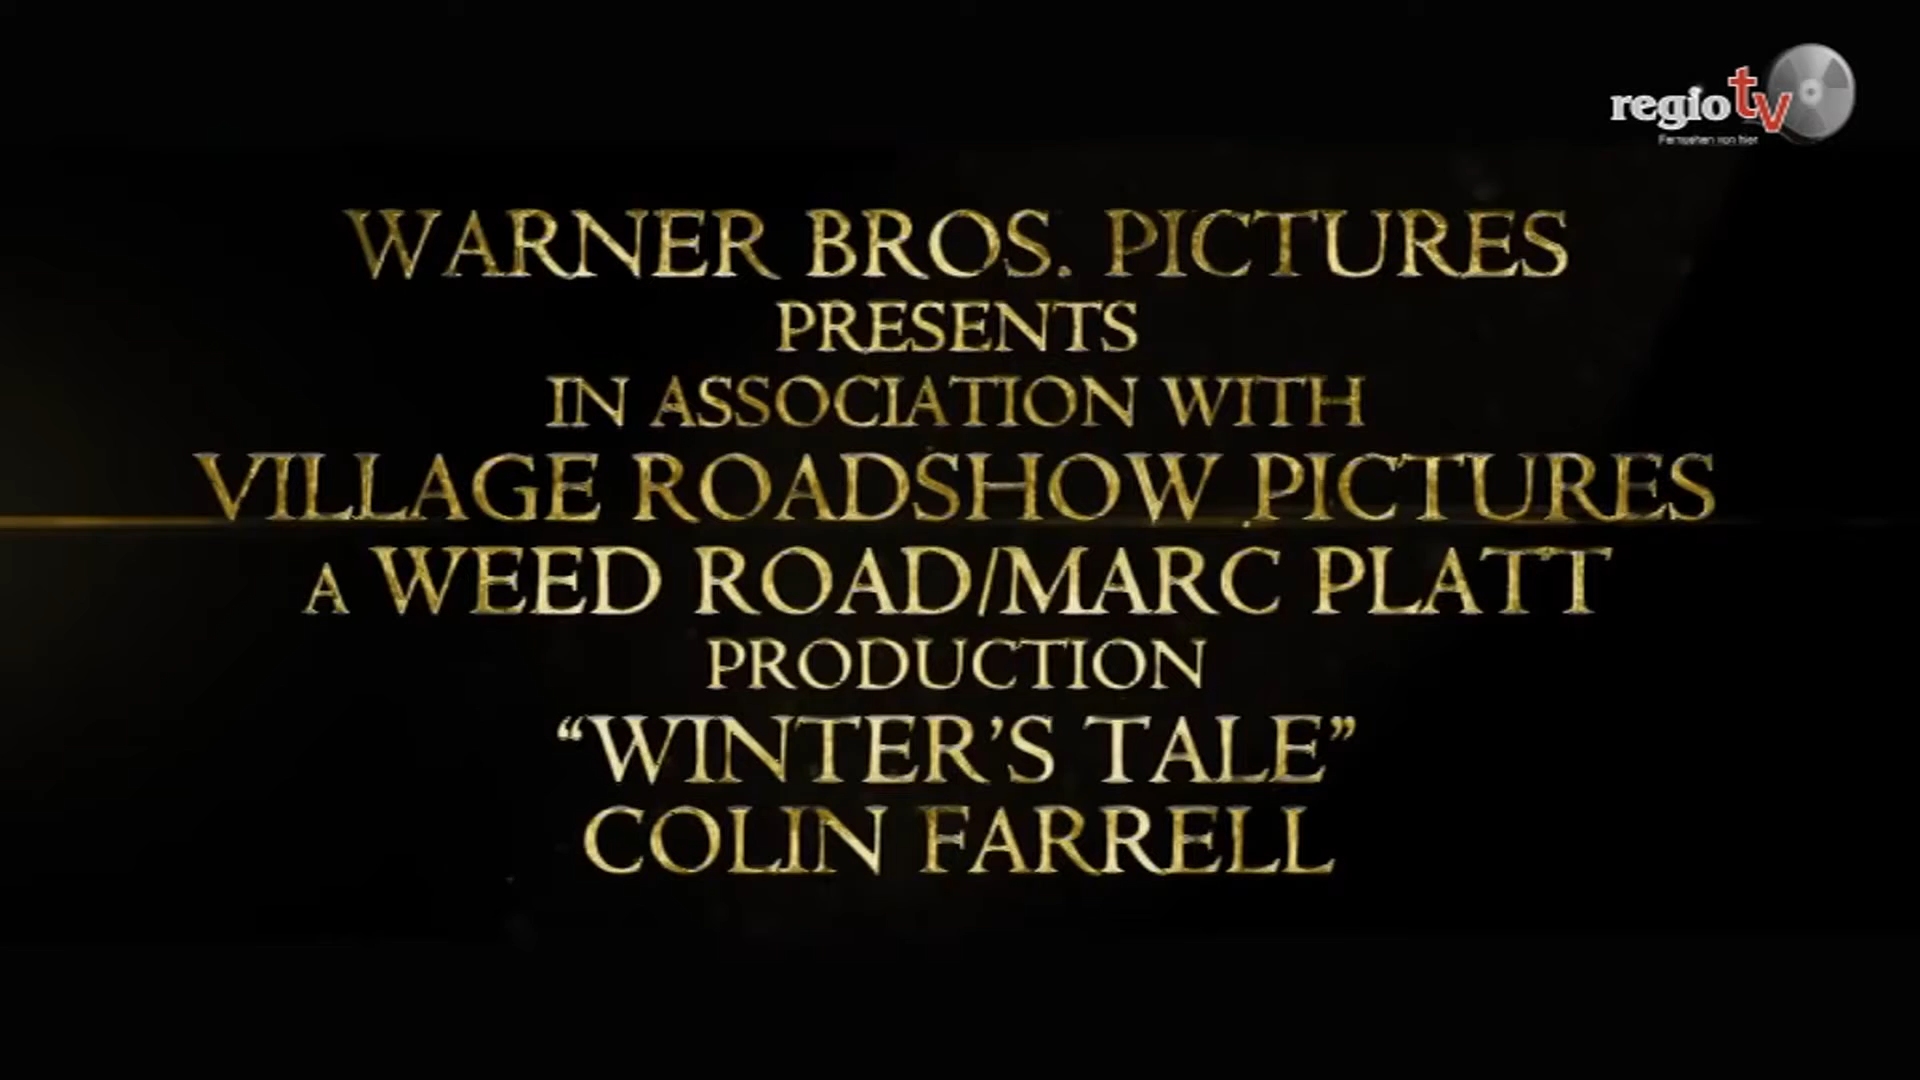 regio tv
Fernsehen von hier
WARNER BROS. PICTURES
PRESENTS
IN ASSOCIATION WITH
VILLAGE ROADSHOW PICTURES
A WEED ROAD/MARC PLATT
PRODUCTION
“WINTER’S TALE”
COLIN FARRELL